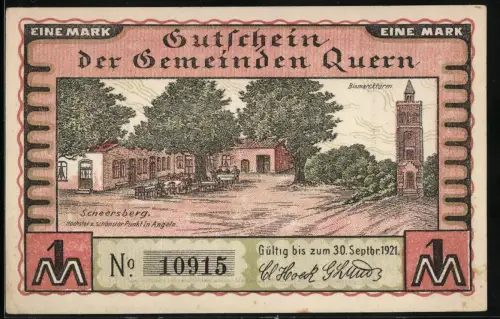 EINE MARK
EINE MARK
Gutschein
der Gemeinden Quern
Bismarckturm.
Scheersberg.
Höchster u. schönster Punkt in Angeln.
Gültig bis zum 30. Septbr. 1921.
No. 10915
1 M
1 M